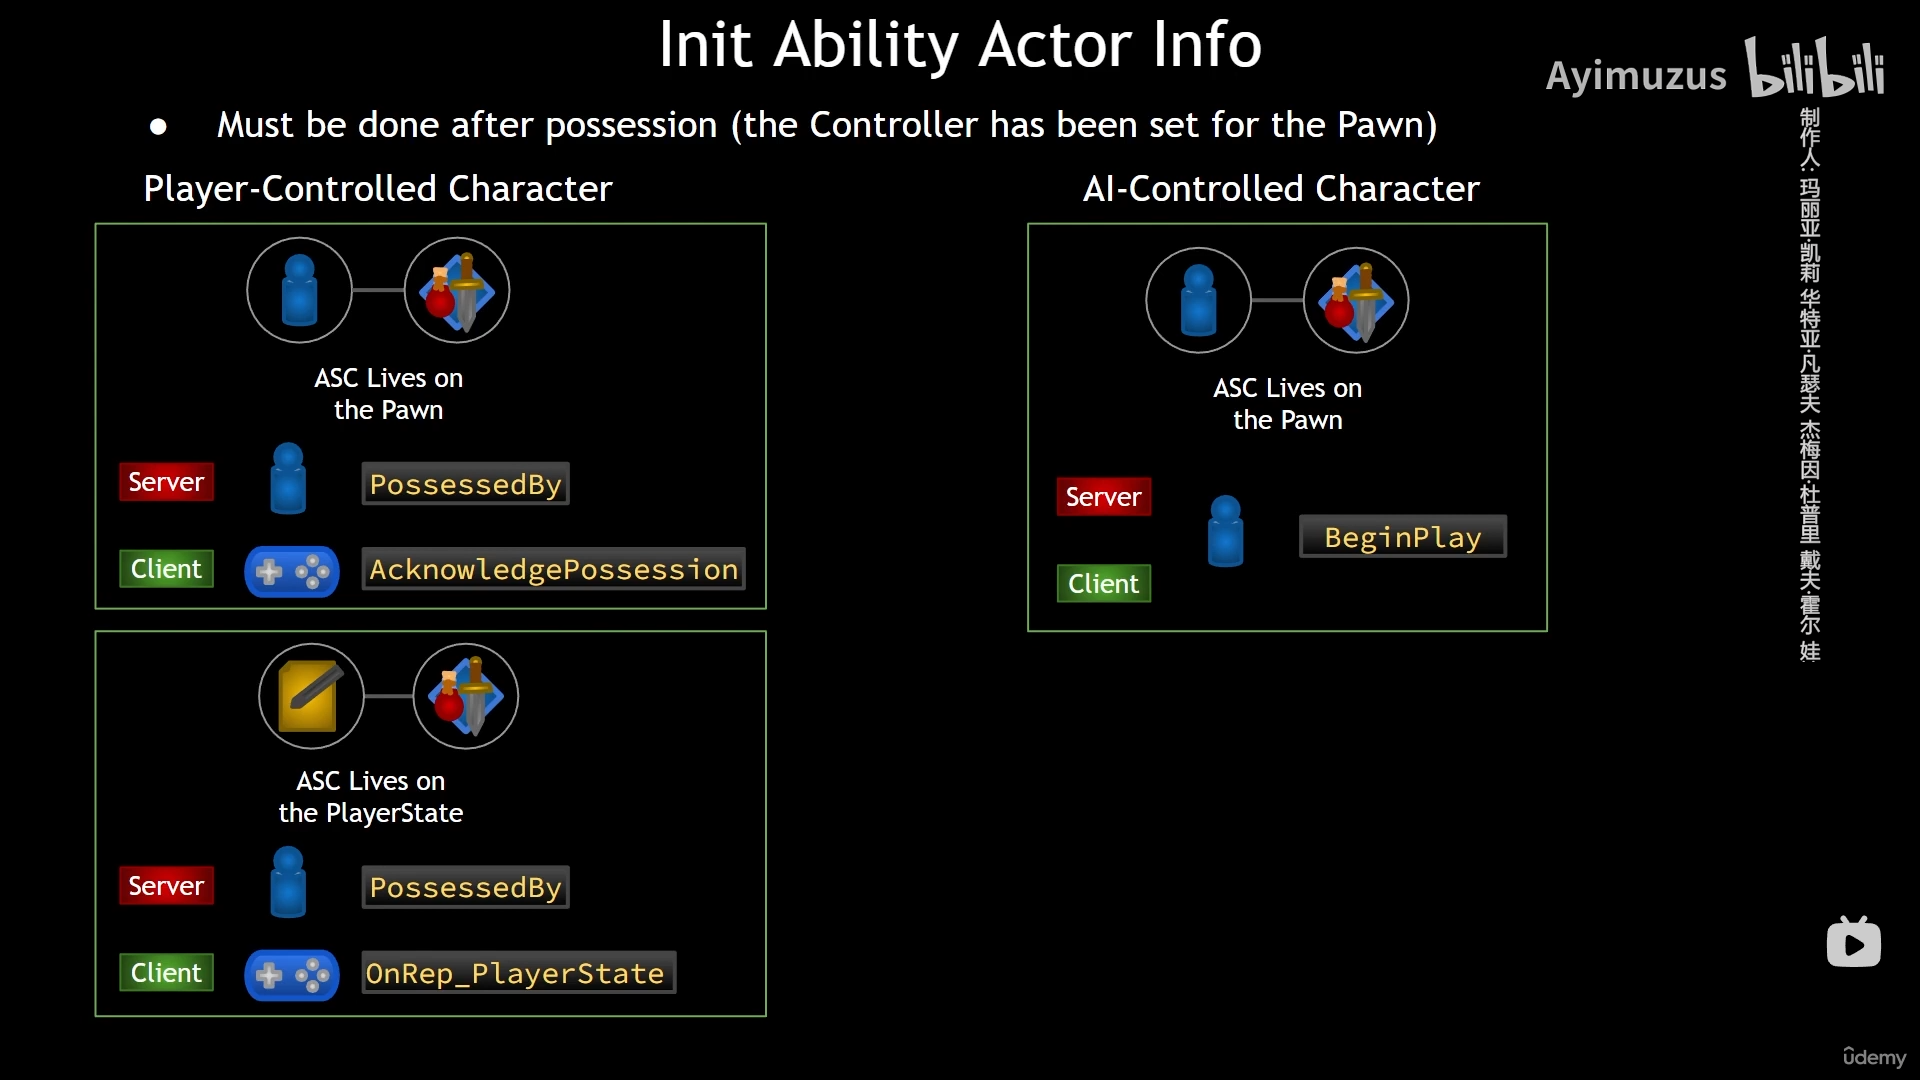 Init Ability Actor Info
Ayimuzus bilibili
● Must be done after possession (the Controller has been set for the Pawn)
Player-Controlled Character
ASC Lives on
the Pawn
Server
PossessedBy
Client
AcknowledgePossession
ASC Lives on
the PlayerState
Server
PossessedBy
Client
OnRep_PlayerState
AI-Controlled Character
ASC Lives on
the Pawn
Server
Client
BeginPlay
制作人:玛丽亚·凯莉 华特亚·凡瑟夫 杰梅因·杜普里 戴夫·霍尔 娃
ûdemy